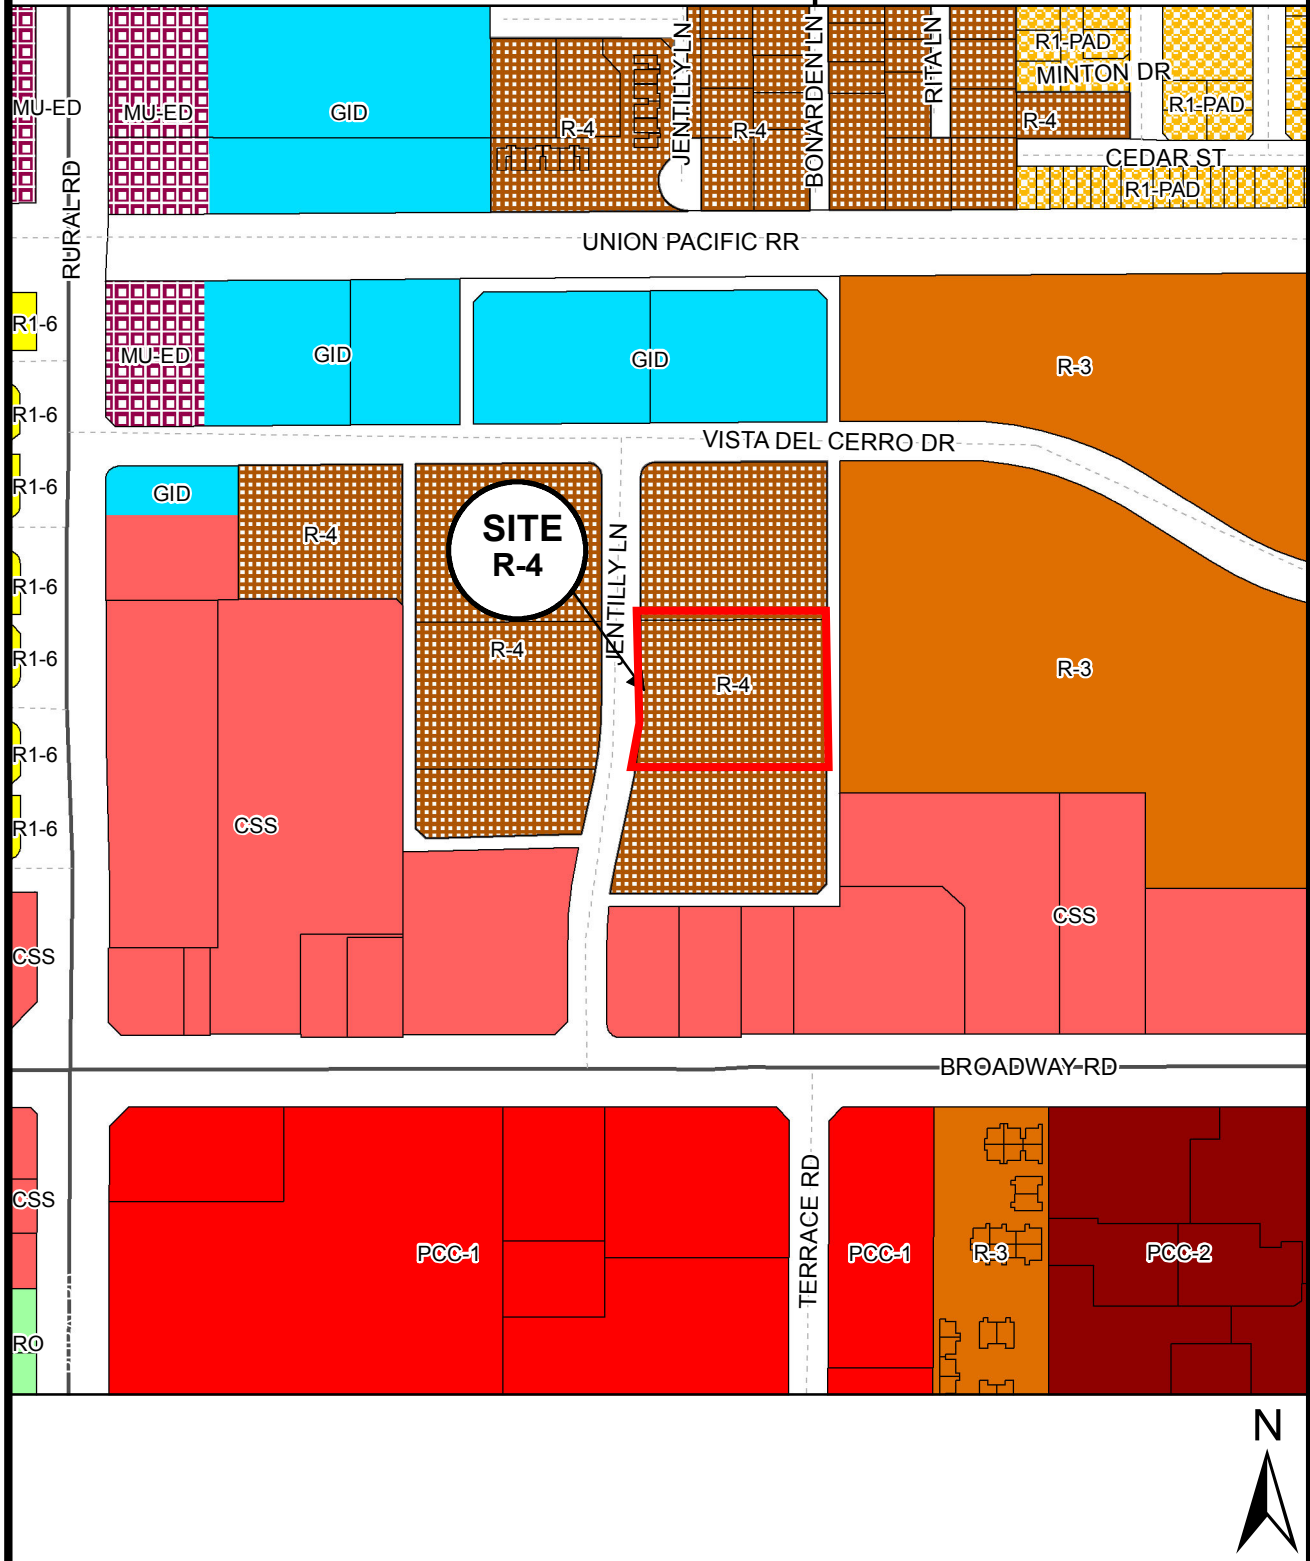 JENTILLY LN
BONARDEN LN
RITA LN
R1-PAD
MINTON DR
MU-ED
MU-ED
GID
R-4
R-4
R-4
R1-PAD
CEDAR ST
R1-PAD
RURAL RD
UNION PACIFIC RR
R1-6
MU-ED
GID
GID
R-3
R1-6
VISTA DEL CERRO DR
R1-6
GID
R-4
SITE
R-4
JENTILLY LN
R1-6
R1-6
R-4
R-4
R-3
R1-6
R1-6
CSS
CSS
CSS
BROADWAY RD
CSS
PCC-1
TERRACE RD
PCC-1
R-3
PCC-2
RO
N